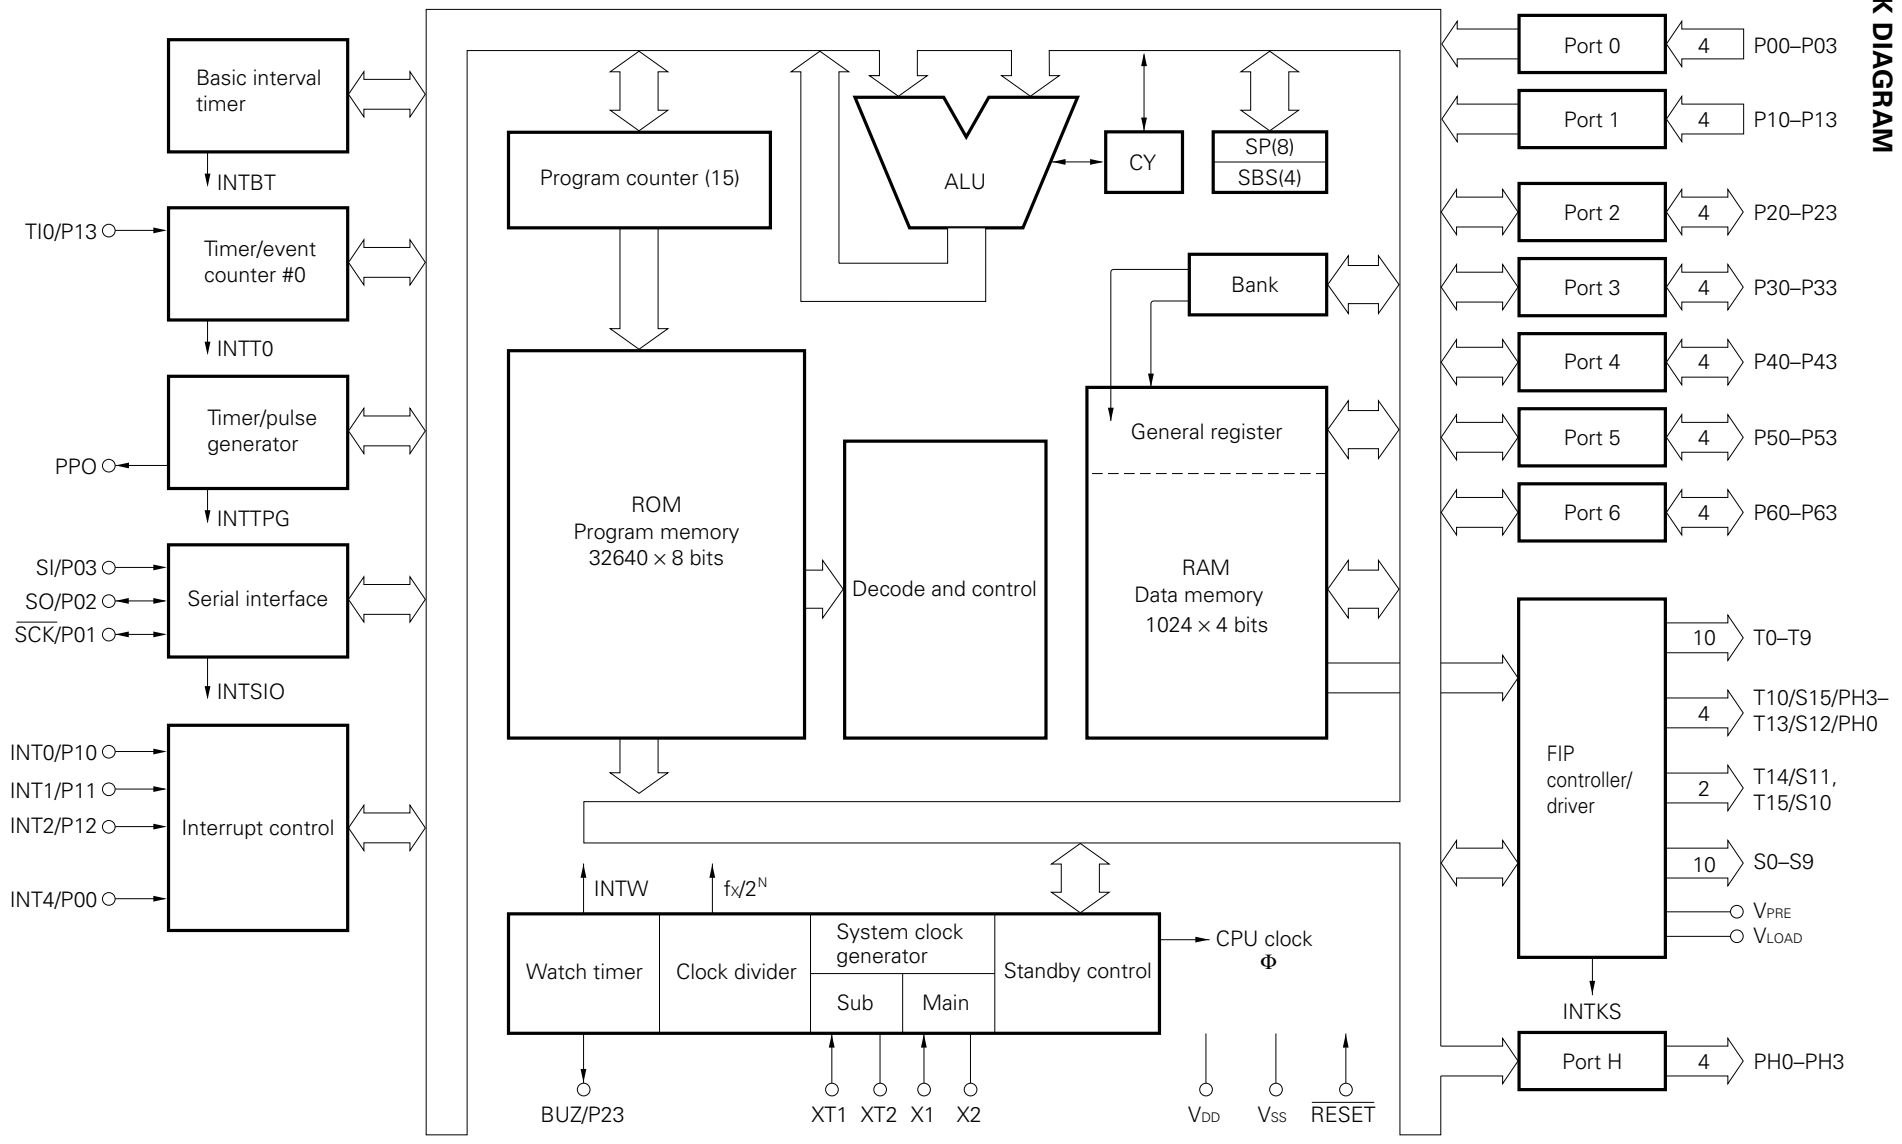 K DIAGRAM
Basic interval
timer
INTBT
TI0/P13
Timer/event
counter #0
INTT0
Timer/pulse
generator
PPO
INTTPG
SI/P03
SO/P02
SCK/P01
Serial interface
INTSIO
INT0/P10
INT1/P11
INT2/P12
INT4/P00
Interrupt control
Program counter (15)
ALU
CY
SP(8)
SBS(4)
Bank
ROM
Program memory
32640 × 8 bits
Decode and control
General register
RAM
Data memory
1024 × 4 bits
INTW
fX/2N
Watch timer
Clock divider
System clock
generator
Sub
Main
Standby control
CPU clock
Φ
BUZ/P23
XT1
XT2
X1
X2
VDD
VSS
RESET
Port 0
4
P00–P03
Port 1
4
P10–P13
Port 2
4
P20–P23
Port 3
4
P30–P33
Port 4
4
P40–P43
Port 5
4
P50–P53
Port 6
4
P60–P63
FIP
controller/
driver
10
T0–T9
4
T10/S15/PH3–
T13/S12/PH0
2
T14/S11,
T15/S10
10
S0–S9
VPRE
VLOAD
INTKS
Port H
4
PH0–PH3